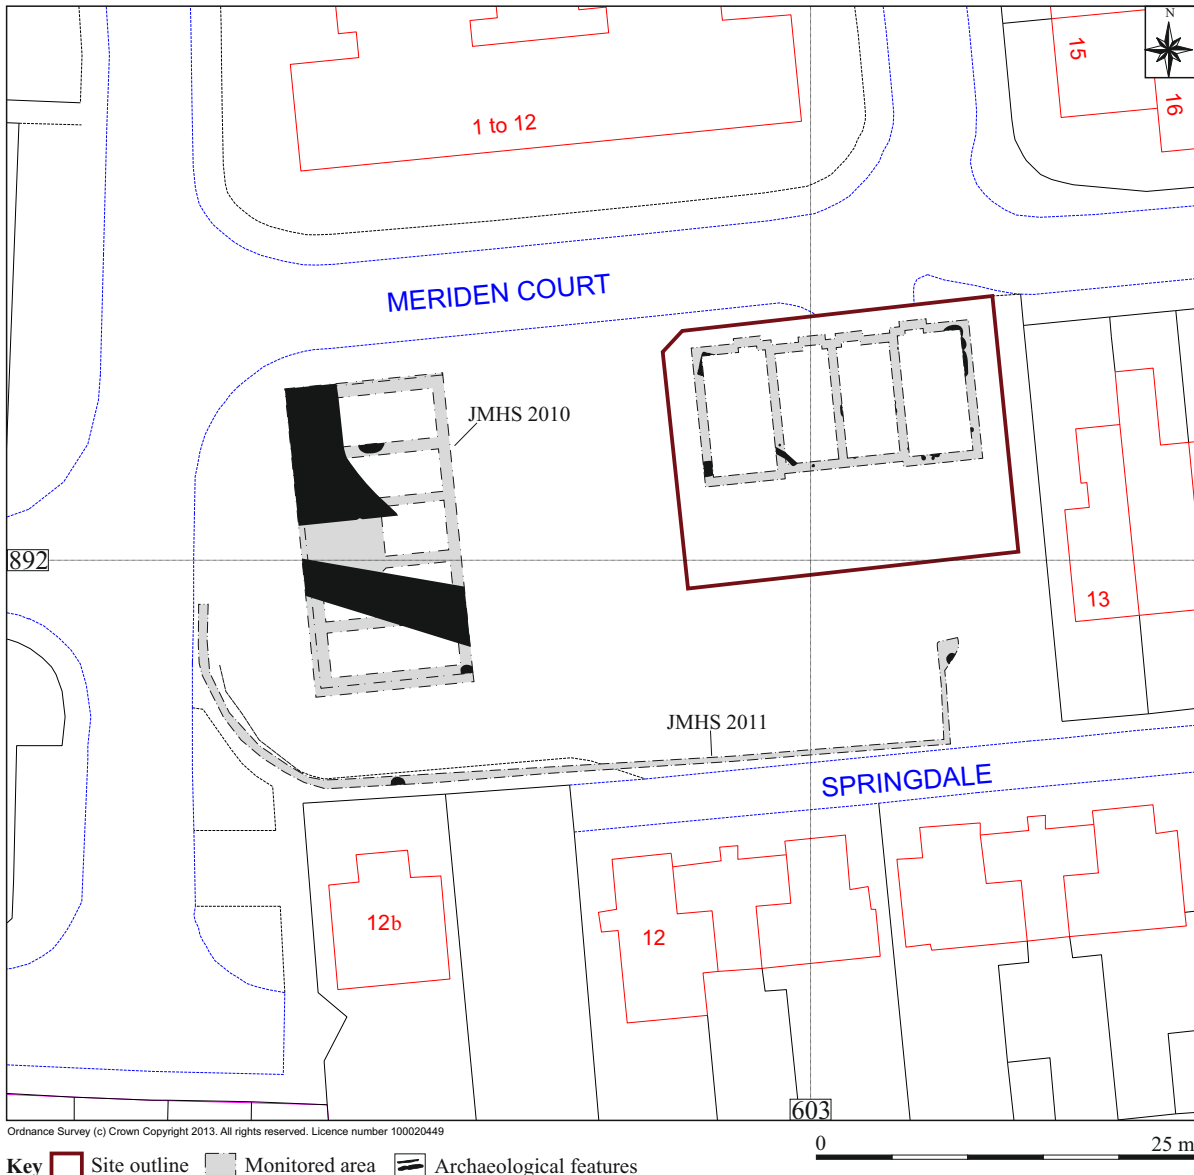 N
15
16
1 to 12
MERIDEN COURT
JMHS 2010
892
13
JMHS 2011
SPRINGDALE
12b
12
603
Ordnance Survey (c) Crown Copyright 2013. All rights reserved. Licence number 100020449
0 25 m
Key Site outline Monitored area Archaeological features